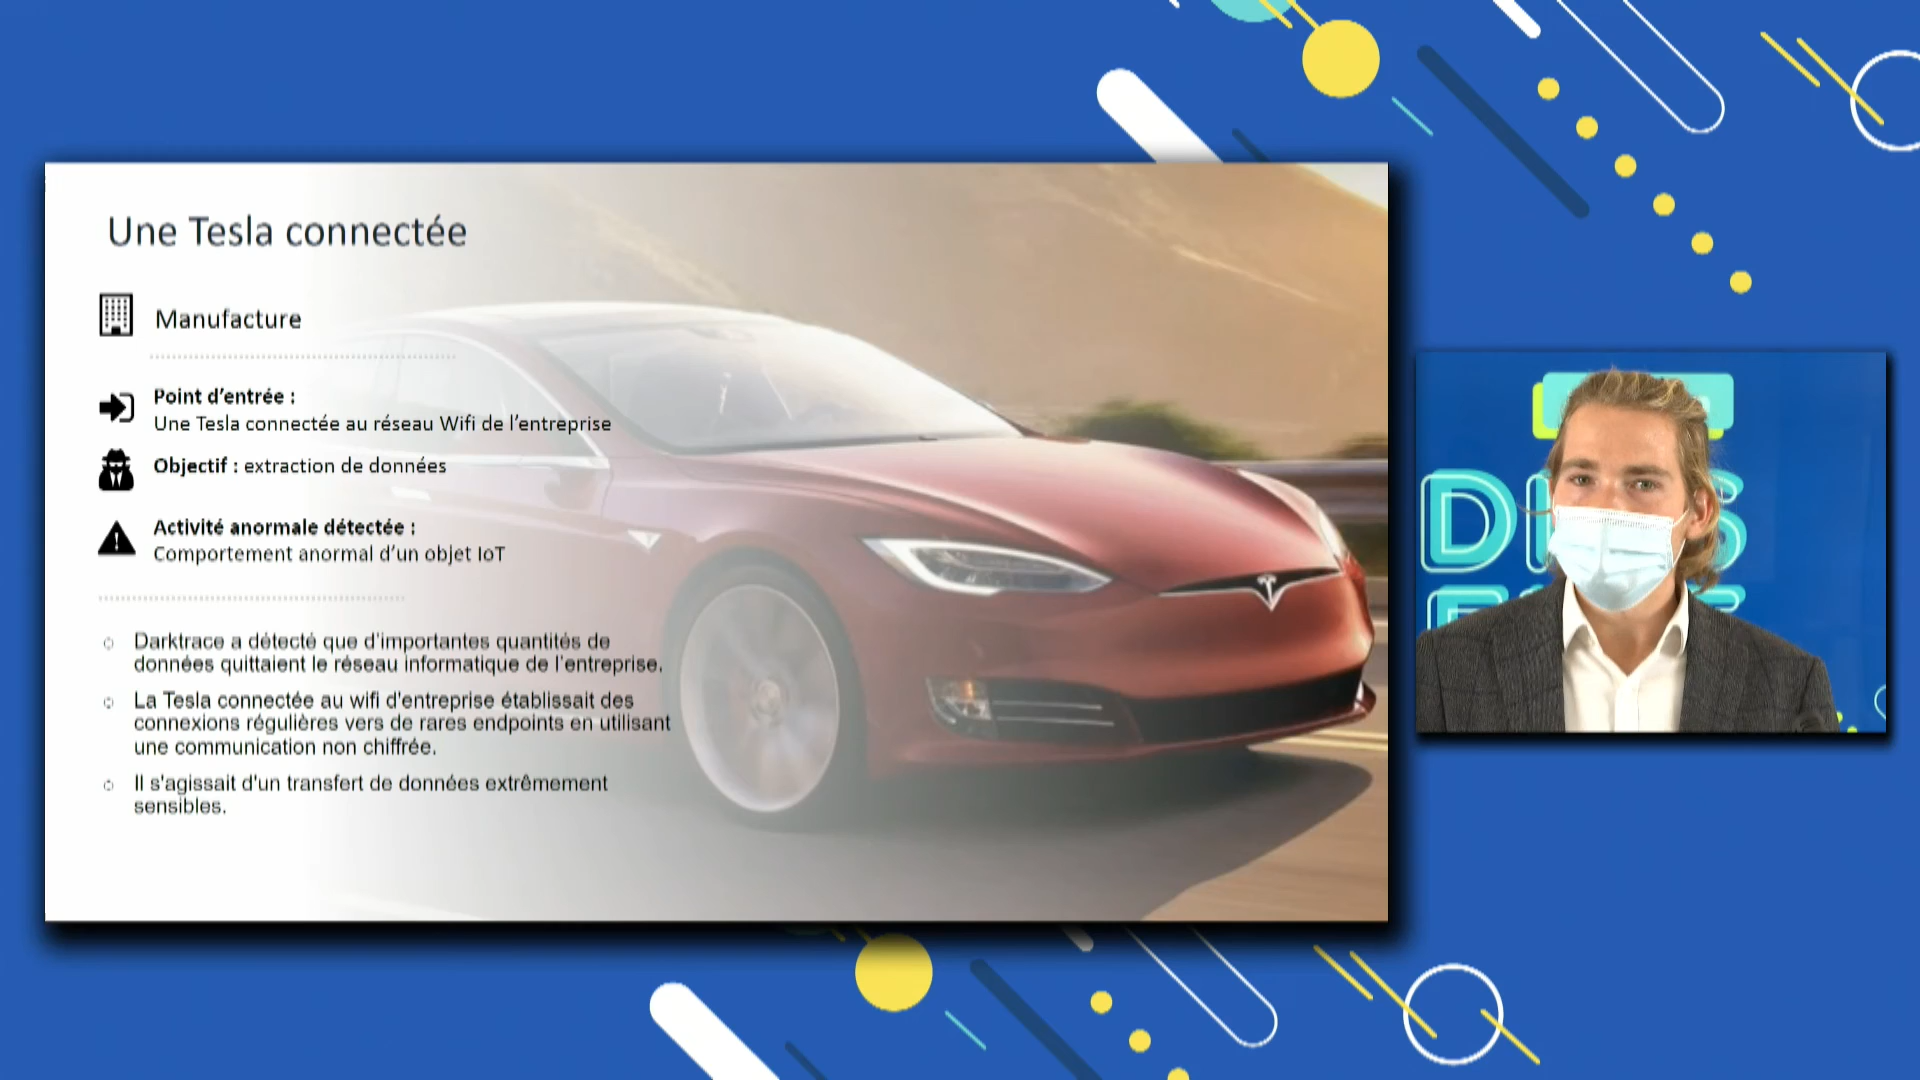 Une Tesla connectée
Manufacture
Point d’entrée :
Une Tesla connectée au réseau Wifi de l’entreprise
Objectif : extraction de données
Activité anormale détectée :
Comportement anormal d’un objet IoT
Darktrace a détecté que d'importantes quantités de
données quittaient le réseau informatique de l'entreprise.
La Tesla connectée au wifi d'entreprise établissait des
connexions régulières vers de rares endpoints en utilisant
une communication non chiffrée.
Il s'agissait d'un transfert de données extrêmement
sensibles.